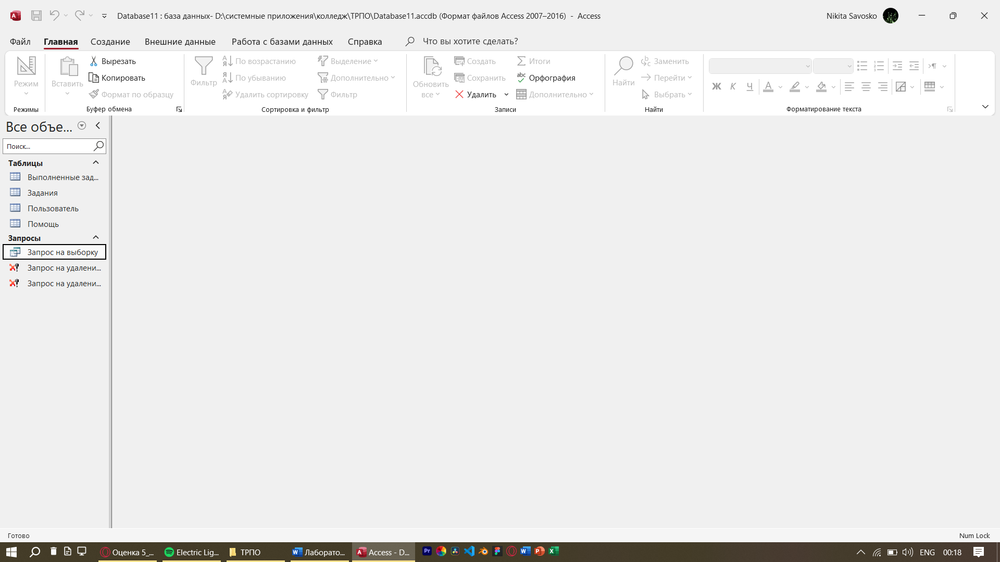 Database11 : база данных- D:\системные приложения\колледж\ТРПО\Database11.accdb (Формат файлов Access 2007–2016) - Access
Nikita Savosko
Файл Главная Создание Внешние данные Работа с базами данных Справка Что вы хотите сделать?
Режим
Режимы
Вставить
Вырезать
Копировать
Формат по образцу
Буфер обмена
Фильтр
По возрастанию
По убыванию
Удалить сортировку
Выделение
Дополнительно
Фильтр
Сортировка и фильтр
Обновить
все
Создать
Сохранить
Удалить
Итоги
Орфография
Дополнительно
Записи
Найти
Заменить
Перейти
Выбрать
Найти
Ж К Ч
Форматирование текста
Все объе...
Поиск...
Таблицы
Выполненные зад...
Задания
Пользователь
Помощь
Запросы
Запрос на выборку
Запрос на удалени...
Запрос на удалени...
Готово
Num Lock
Оценка 5_... Electric Lig... ТРПО Лаборато... Access - D... ENG 00:18